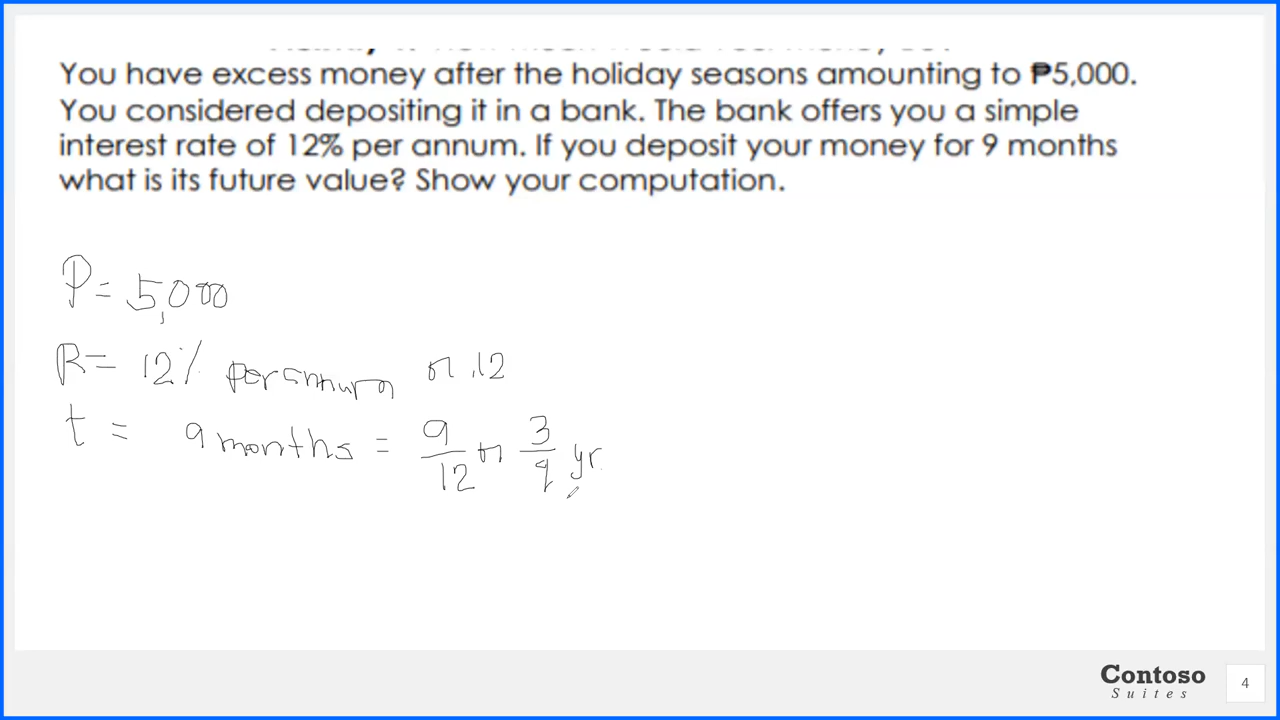 You have excess money after the holiday seasons amounting to ₱5,000.
You considered depositing it in a bank. The bank offers you a simple
interest rate of 12% per annum. If you deposit your money for 9 months
what is its future value? Show your computation.
P = 5,000
R = 12% per annum or .12
t = 9 months = 9/12 or 3/4 yr.
Contoso
Suites
4